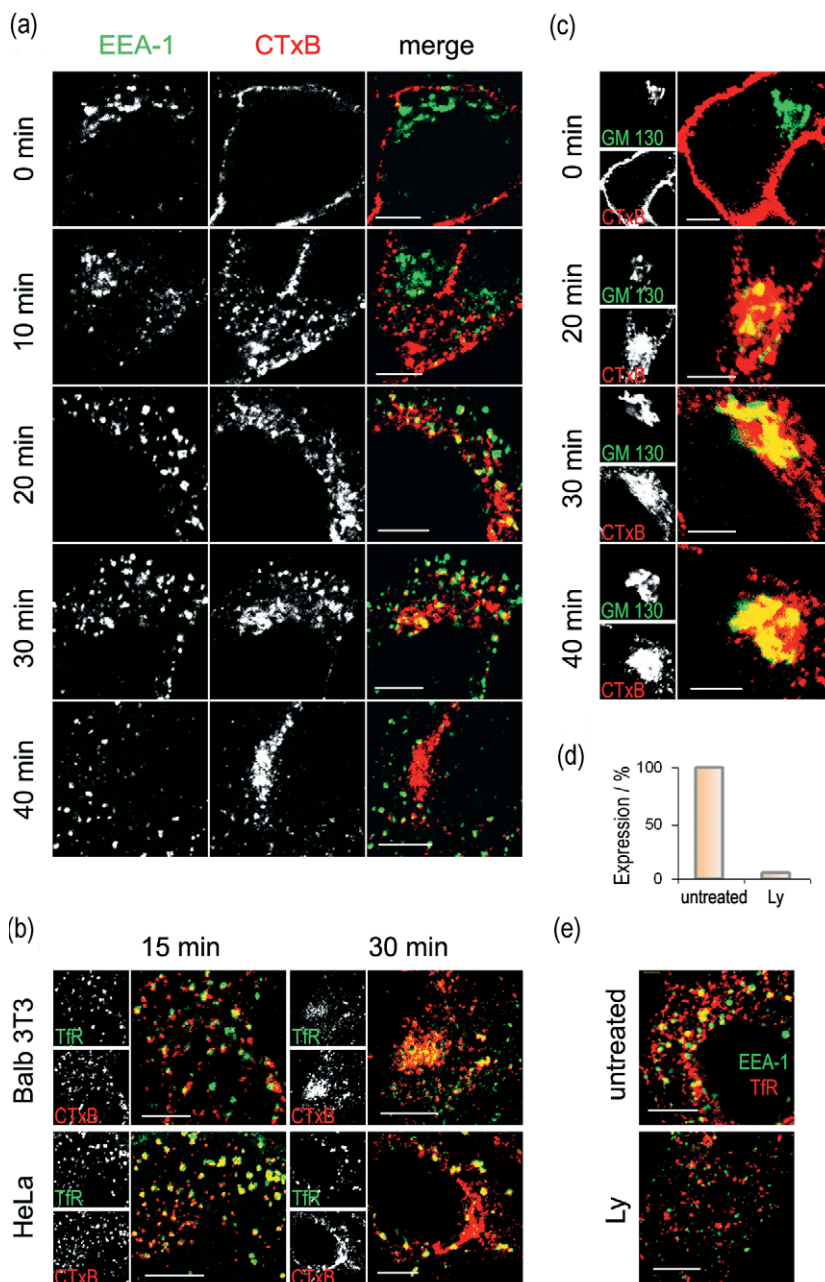 (a)
EEA-1 CTxB merge
0 min
10 min
20 min
30 min
40 min
(c)
0 min
GM 130
CTxB
20 min
GM 130
CTxB
30 min
GM 130
CTxB
40 min
GM 130
CTxB
(d)
Expression / %
100
50
0
untreated Ly
(b)
15 min 30 min
Balb 3T3
TfR TfR
CTxB CTxB
HeLa
TfR TfR
CTxB CTxB
(e)
untreated
EEA-1
TfR
Ly